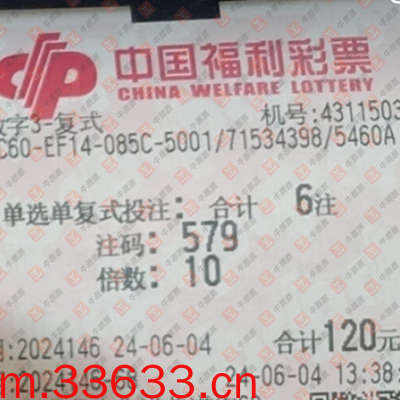 中国福利彩票
CHINA WELFARE LOTTERY
数字3-复式 机号:4311503
C60-EF14-085C-5001/71534398/5460A
单选单复式投注: 合计 6注
注码: 579
倍数: 10
:2024146 24-06-04 合计120元
24-06-04 13:38:
m.33633.cn